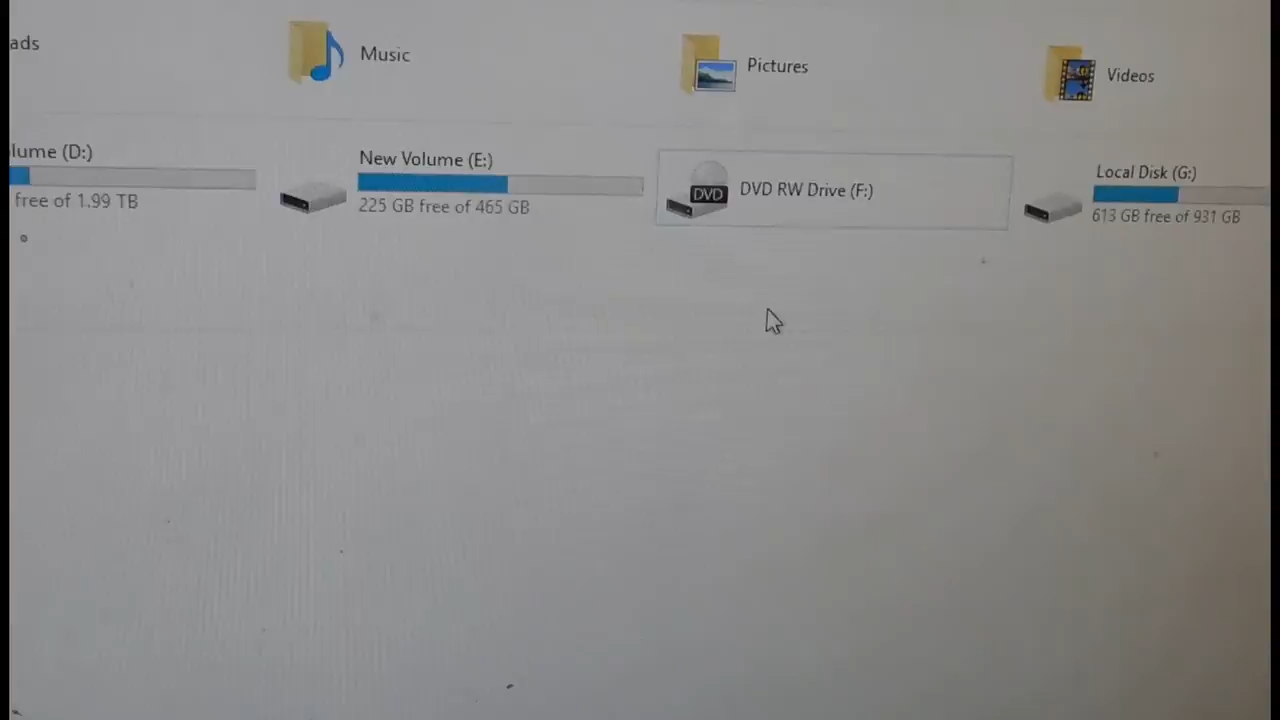 ads
Music
Pictures
Videos
lume (D:)
free of 1.99 TB
New Volume (E:)
225 GB free of 465 GB
DVD
DVD RW Drive (F:)
Local Disk (G:)
613 GB free of 931 GB